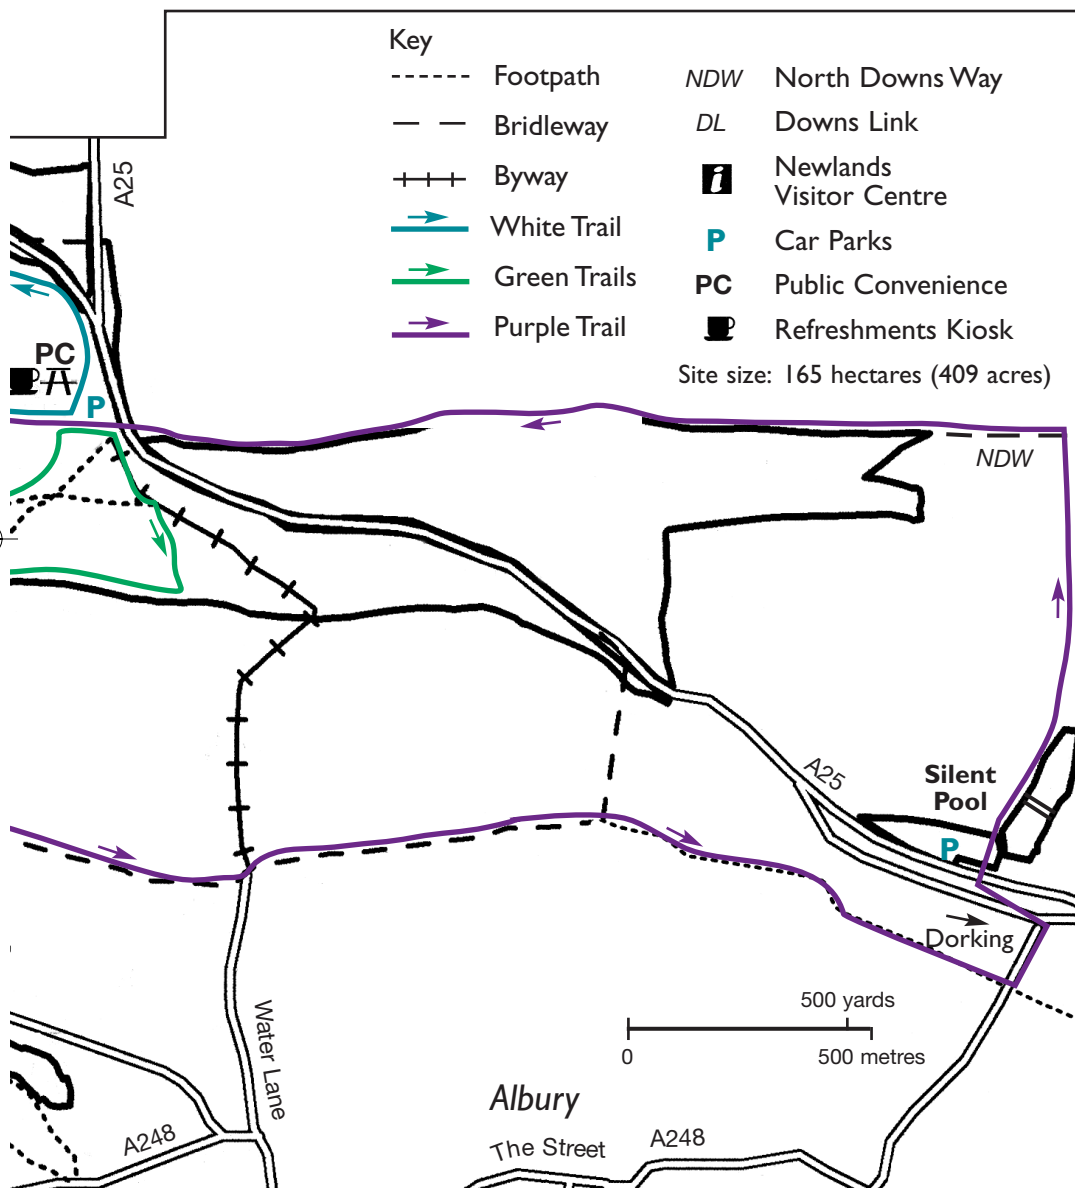 Key
Footpath
Bridleway
Byway
White Trail
Green Trails
Purple Trail
NDW North Downs Way
DL Downs Link
i Newlands
Visitor Centre
P Car Parks
PC Public Convenience
Refreshments Kiosk
Site size: 165 hectares (409 acres)
A25
PC
P
NDW
A25
Silent
Pool
P
Dorking
500 yards
0 500 metres
Water Lane
Albury
The Street
A248
A248